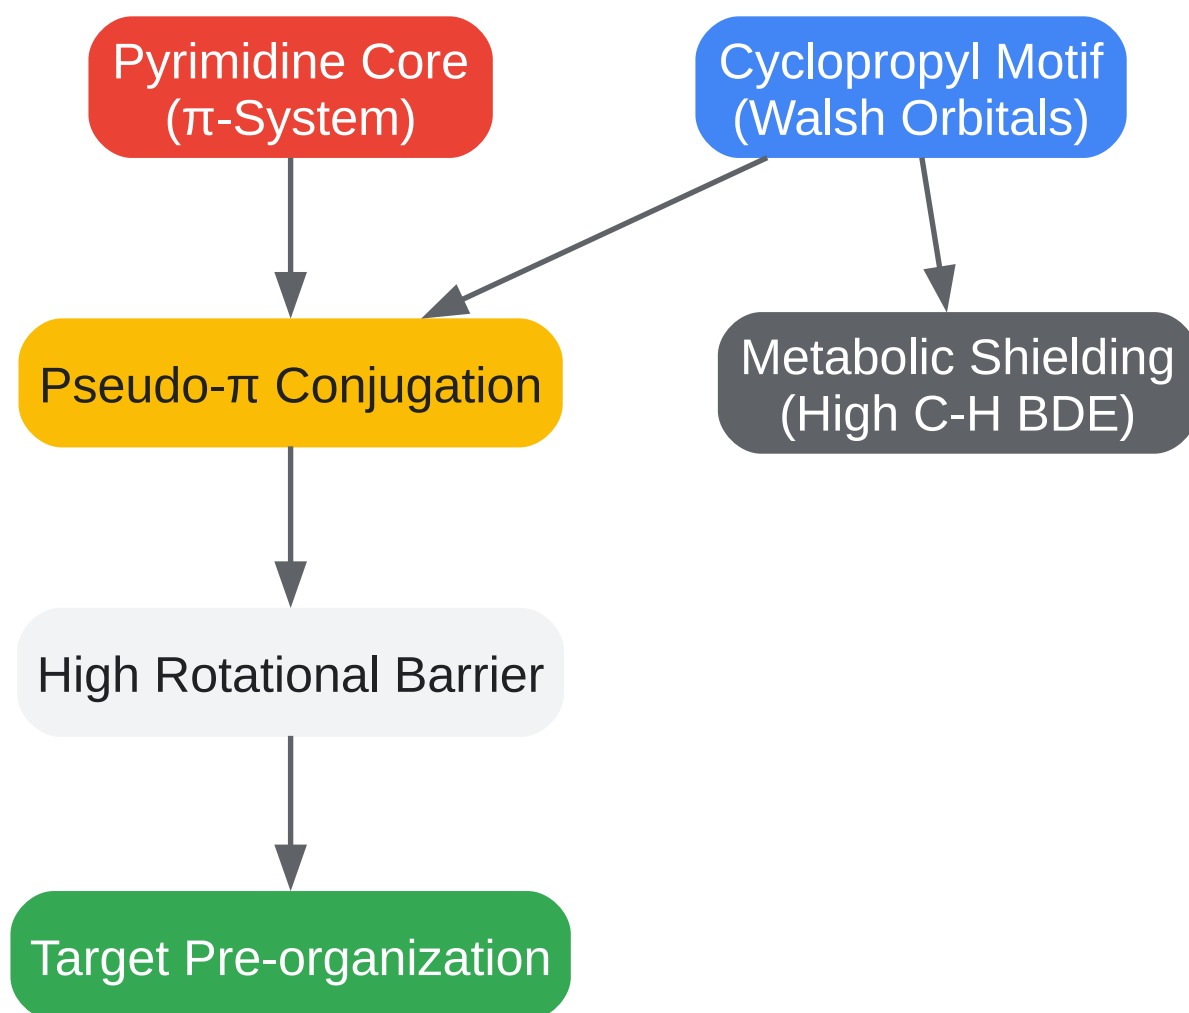 Pyrimidine Core
(π-System)
Cyclopropyl Motif
(Walsh Orbitals)
Pseudo-π Conjugation
Metabolic Shielding
(High C-H BDE)
High Rotational Barrier
Target Pre-organization